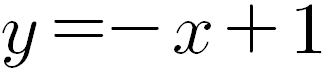 y = − x + 1